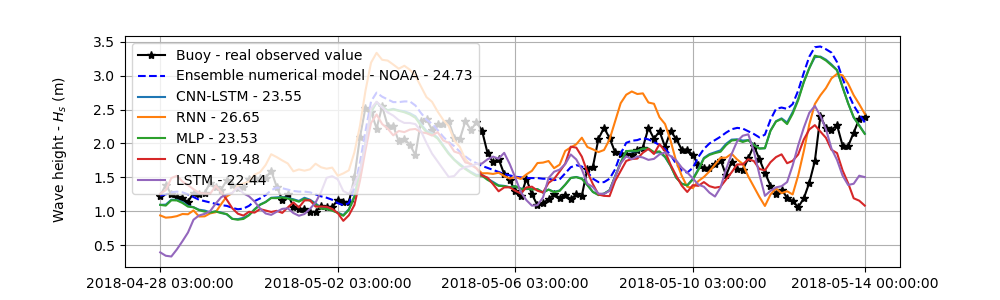 3.5
3.0
2.5
2.0
1.5
1.0
0.5
Wave height - Hs (m)
Buoy - real observed value
Ensemble numerical model - NOAA - 24.73
CNN-LSTM - 23.55
RNN - 26.65
MLP - 23.53
CNN - 19.48
LSTM - 22.44
2018-04-28 03:00:00 2018-05-02 03:00:00 2018-05-06 03:00:00 2018-05-10 03:00:00 2018-05-14 00:00:00